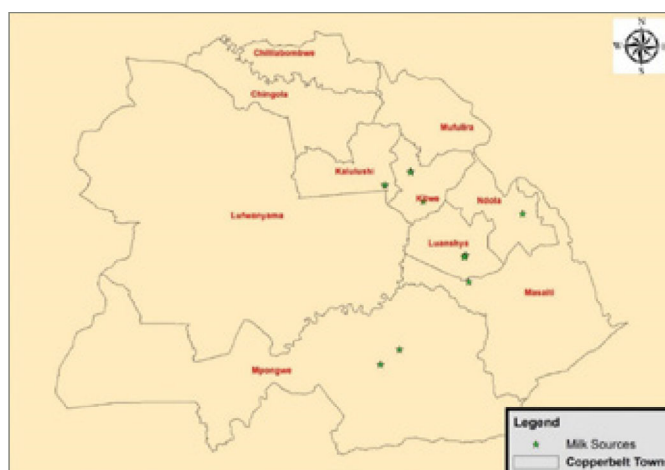 N
W E
S
Chililabombwe
Chingola
Mufulira
Kalulushi
Kitwe
Ndola
Lufwanyama
Luanshya
Masaiti
Mpongwe
Legend
Milk Sources
Copperbelt Town